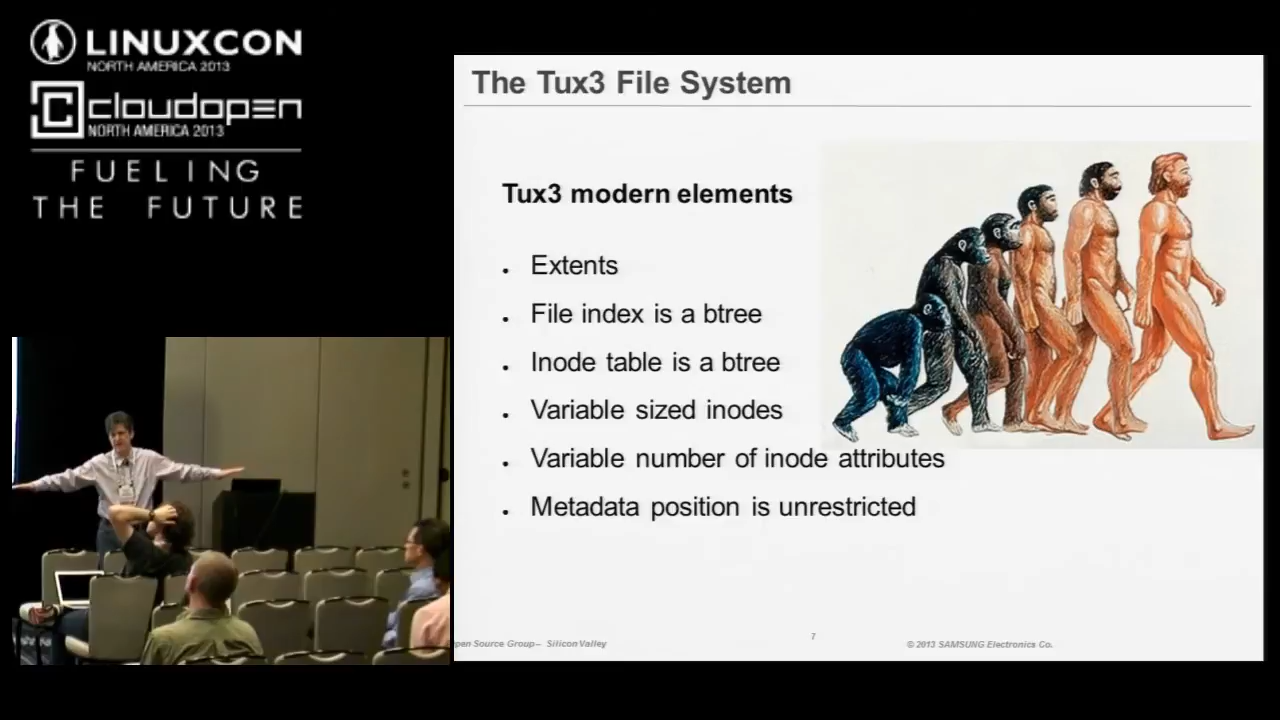 LINUXCON
NORTH AMERICA 2013
cloudopen
NORTH AMERICA 2013
FUELING
THE FUTURE
The Tux3 File System
Tux3 modern elements
Extents
File index is a btree
Inode table is a btree
Variable sized inodes
Variable number of inode attributes
Metadata position is unrestricted
pen Source Group– Silicon Valley
7
© 2013 SAMSUNG Electronics Co.